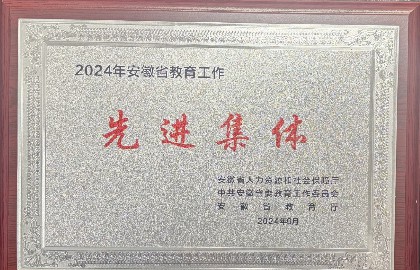 2024年安徽省教育工作
先进集体
安徽省人力资源和社会保障厅
中共安徽省委教育工作委员会
安徽省教育厅
2024年9月